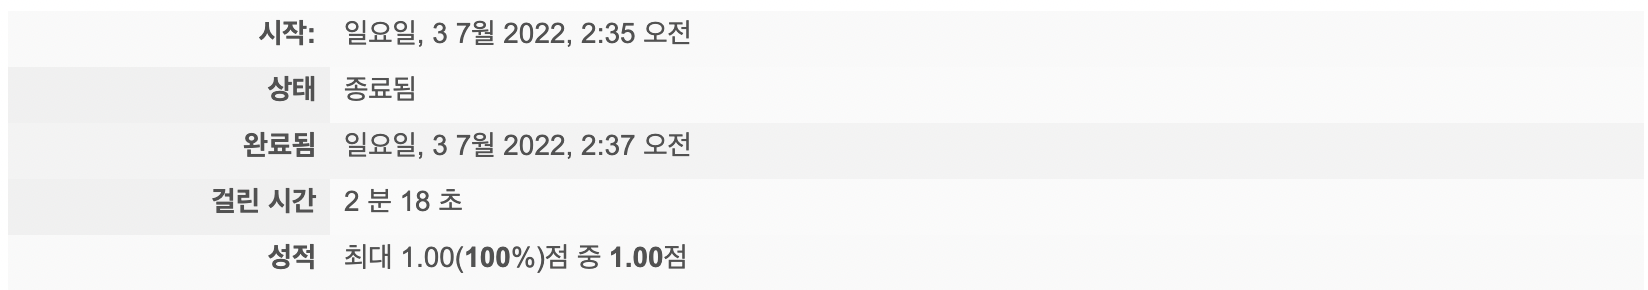 시작: 일요일, 3 7월 2022, 2:35 오전
상태 종료됨
완료됨 일요일, 3 7월 2022, 2:37 오전
걸린 시간 2 분 18 초
성적 최대 1.00(100%)점 중 1.00점